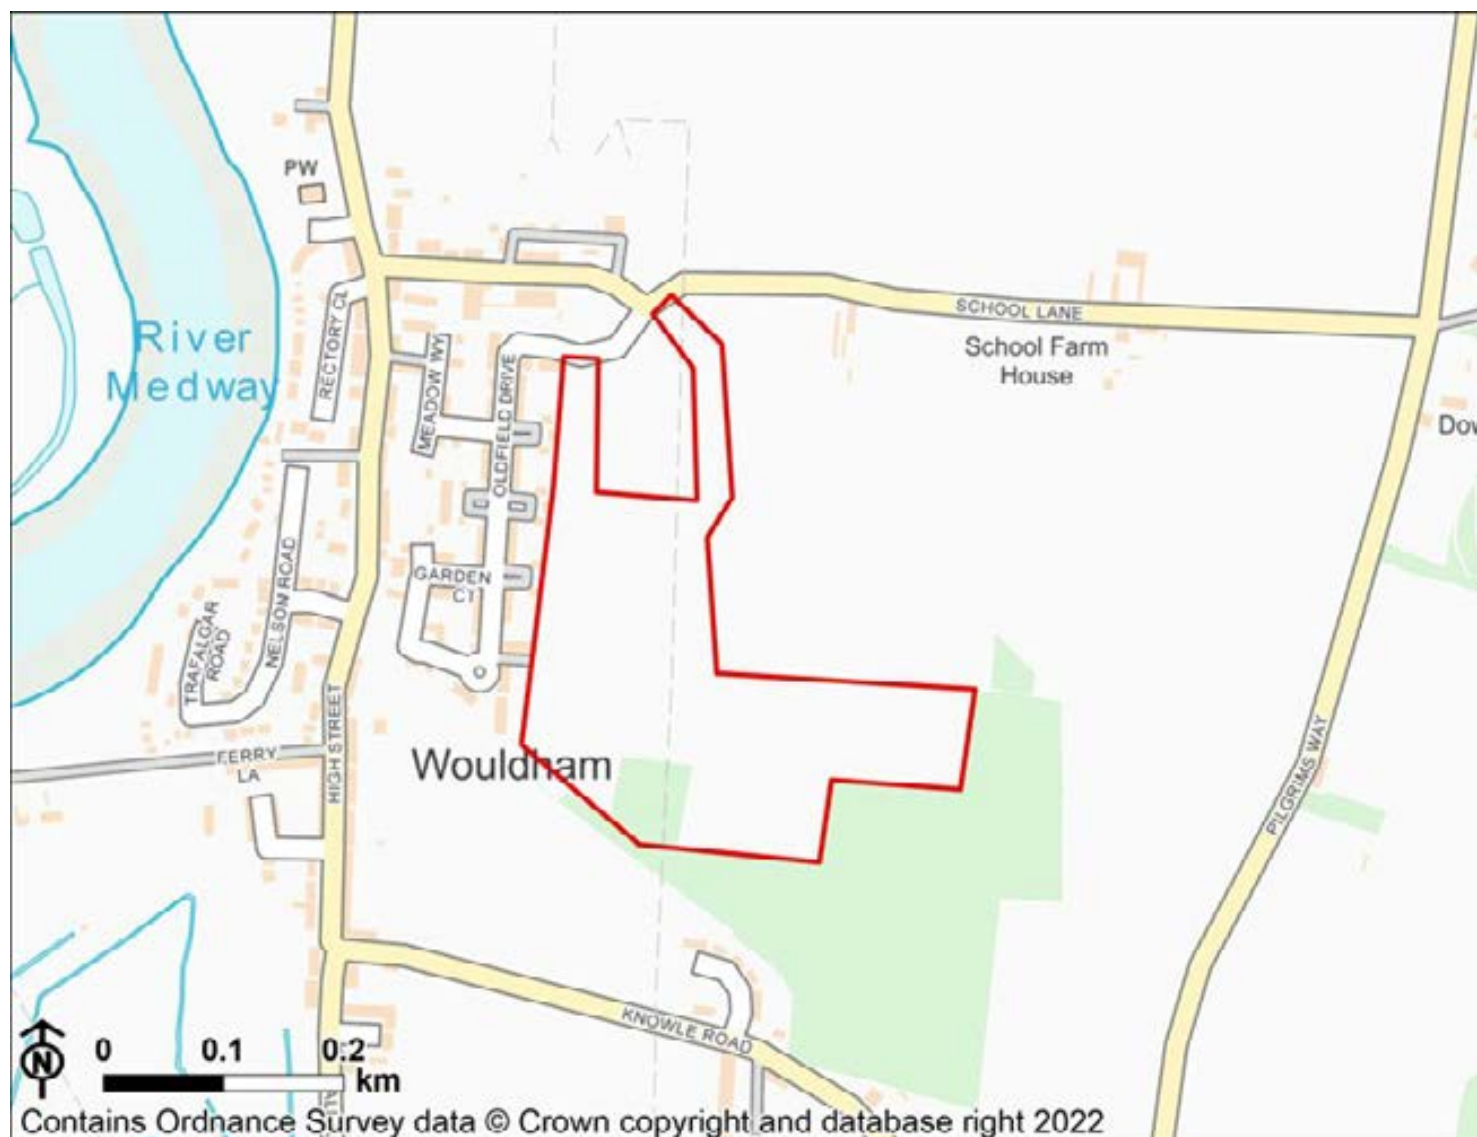 PW
River
Medway
RECTORY CL
MEADOW WY
OLDFIELD DRIVE
SCHOOL LANE
School Farm
House
Dov
NELSON ROAD
GARDEN
CT
TRAFALGAR
ROAD
HIGH STREET
FERRY
LA
Wouldham
PILGRIMS WAY
KNOWLE ROAD
N
0 0.1 0.2
km
Contains Ordnance Survey data © Crown copyright and database right 2022